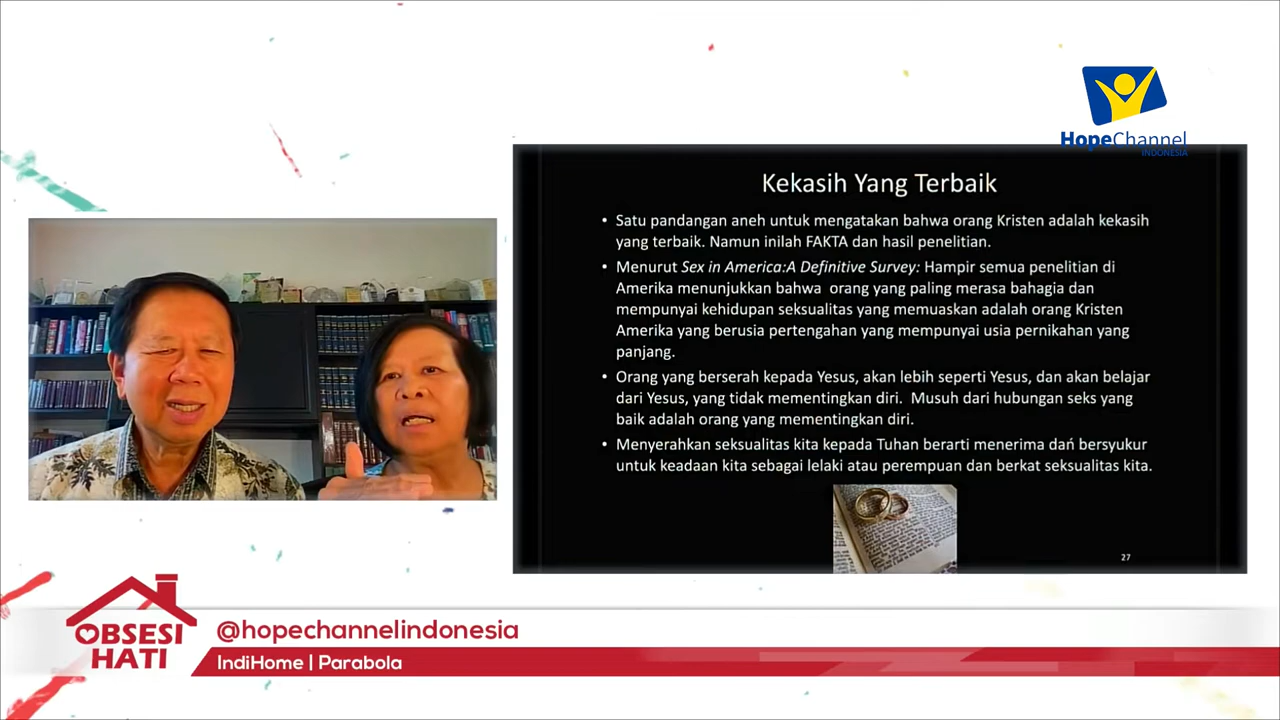 HopeChannel
INDONESIA
Kekasih Yang Terbaik
• Satu pandangan aneh untuk mengatakan bahwa orang Kristen adalah kekasih
yang terbaik. Namun inilah FAKTA dan hasil penelitian.
• Menurut Sex in America:A Definitive Survey: Hampir semua penelitian di
Amerika menunjukkan bahwa orang yang paling merasa bahagia dan
mempunyai kehidupan seksualitas yang memuaskan adalah orang Kristen
Amerika yang berusia pertengahan yang mempunyai usia pernikahan yang
panjang.
• Orang yang berserah kepada Yesus, akan lebih seperti Yesus, dan akan belajar
dari Yesus, yang tidak mementingkan diri. Musuh dari hubungan seks yang
baik adalah orang yang mementingkan diri.
• Menyerahkan seksualitas kita kepada Tuhan berarti menerima dan bersyukur
untuk keadaan kita sebagai lelaki atau perempuan dan berkat seksualitas kita.
27
OBSESI
HATI
@hopechannelindonesia
IndiHome | Parabola